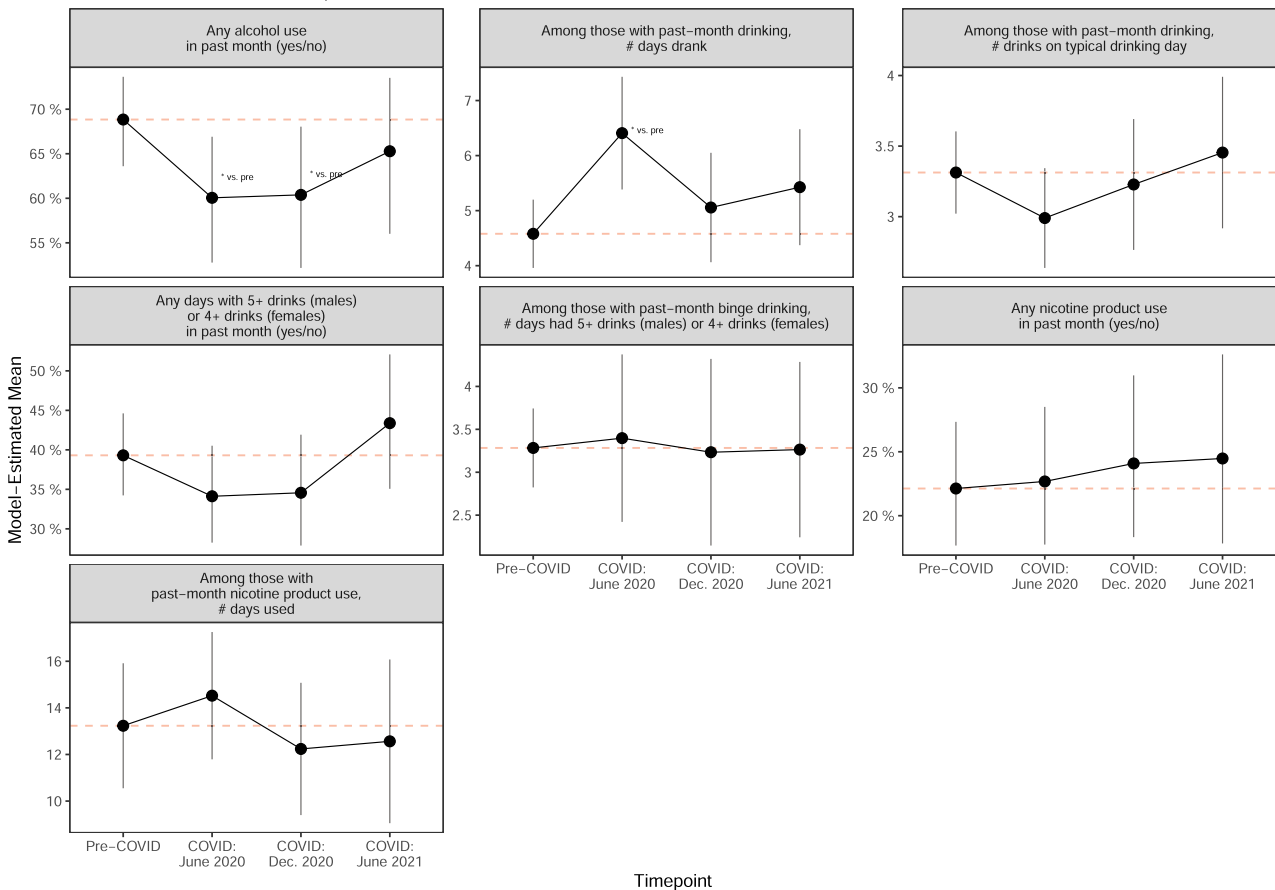 Any alcohol use
in past month (yes/no)
Among those with past−month drinking,
# days drank
Among those with past−month drinking,
# drinks on typical drinking day
70 %
65 %
60 %
55 %
* vs. pre
* vs. pre
7
6
5
4
* vs. pre
4
3.5
3
Any days with 5+ drinks (males)
or 4+ drinks (females)
in past month (yes/no)
Among those with past−month binge drinking,
# days had 5+ drinks (males) or 4+ drinks (females)
Any nicotine product use
in past month (yes/no)
50 %
45 %
40 %
35 %
30 %
4
3.5
3
2.5
30 %
25 %
20 %
Pre−COVID
COVID:
June 2020
COVID:
Dec. 2020
COVID:
June 2021
Pre−COVID
COVID:
June 2020
COVID:
Dec. 2020
COVID:
June 2021
Among those with
past−month nicotine product use,
# days used
16
14
12
10
Pre−COVID
COVID:
June 2020
COVID:
Dec. 2020
COVID:
June 2021
Model−Estimated Mean
Timepoint